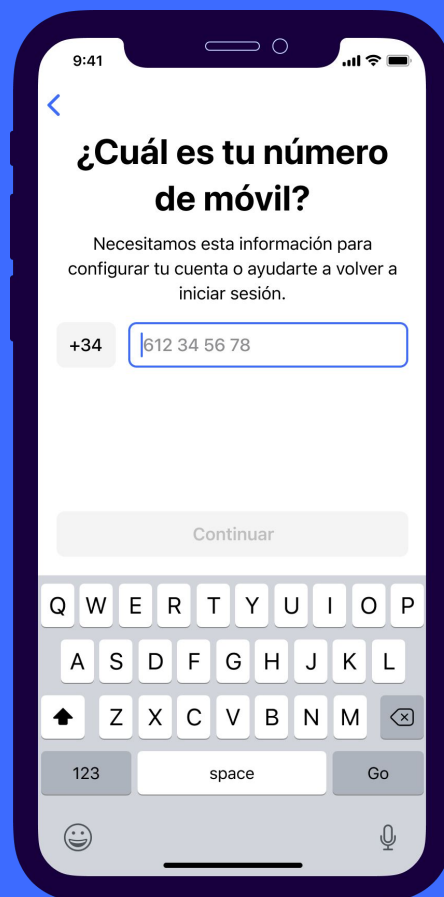 9:41
¿Cuál es tu número
de móvil?
Necesitamos esta información para
configurar tu cuenta o ayudarte a volver a
iniciar sesión.
+34 612 34 56 78
Continuar
Q W E R T Y U I O P
A S D F G H J K L
Z X C V B N M
123 space Go